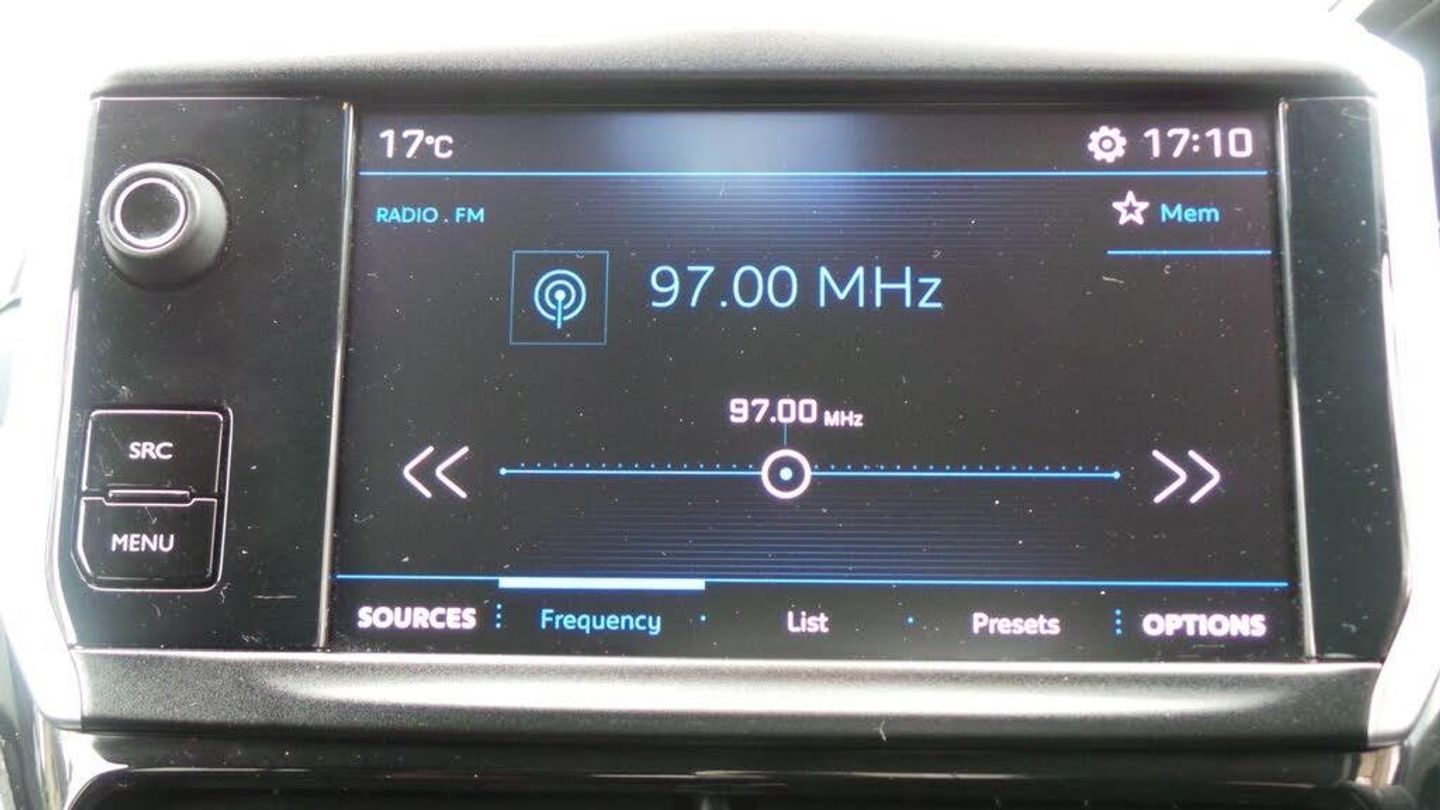 17°C 17:10
RADIO . FM Mem
97.00 MHz
97.00 MHz
SRC
MENU
SOURCES Frequency List Presets OPTIONS